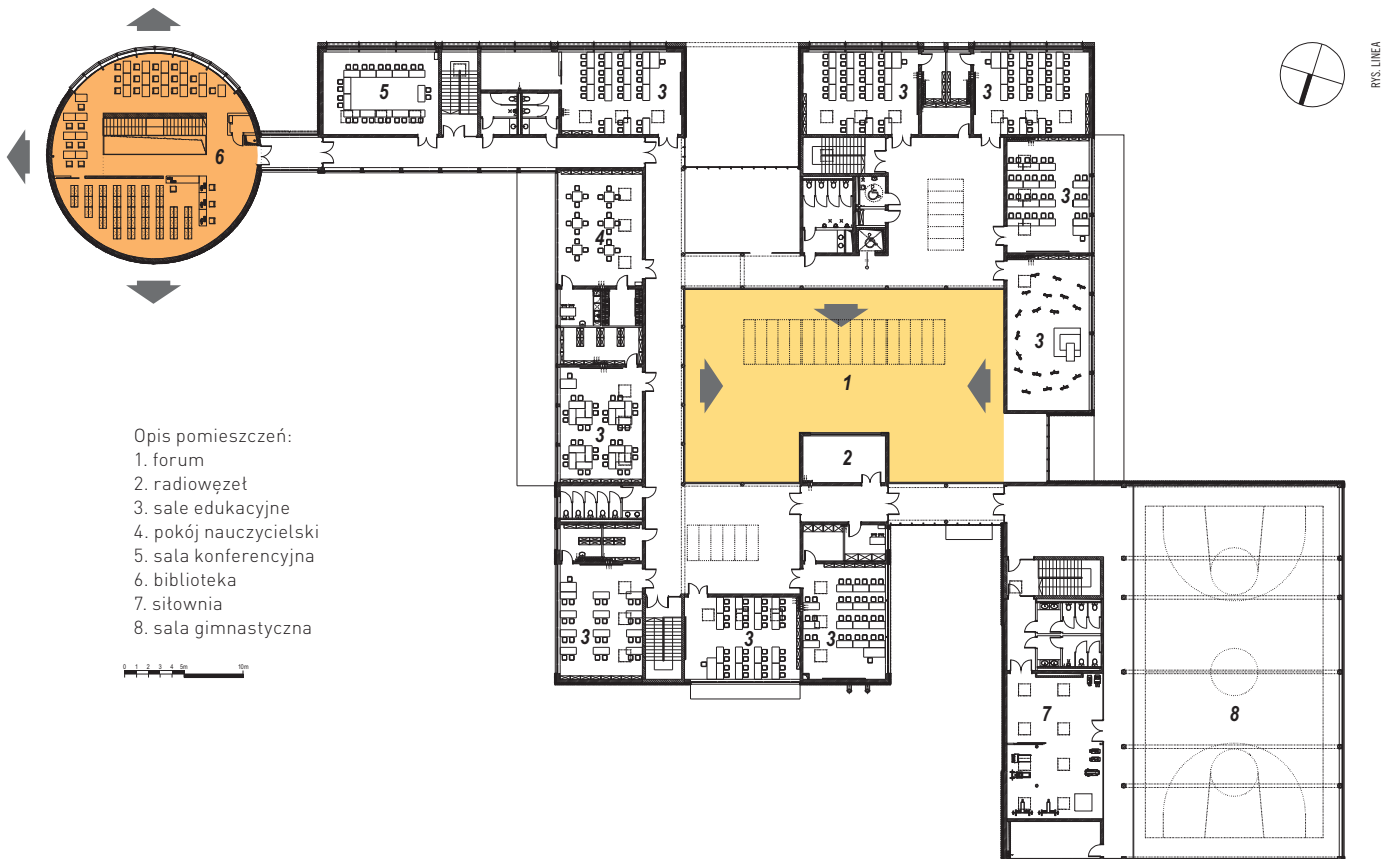 RYS. LINEA
5
3
3
3
6
3
4
3
1
3
2
Opis pomieszczeń:
1. forum
2. radiowęzeł
3. sale edukacyjne
4. pokój nauczycielski
5. sala konferencyjna
6. biblioteka
7. siłownia
8. sala gimnastyczna
0 1 2 3 4 5m 10m
3
3
3
7
8